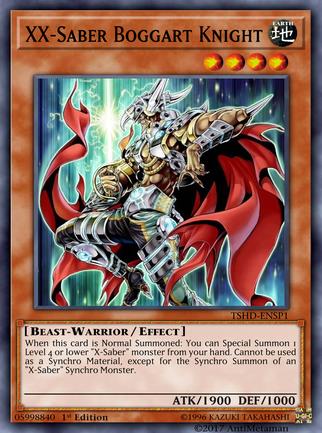 XX-Saber Boggart Knight
EARTH
地
TSHD-ENSP1
[Beast-Warrior / Effect]
When this card is Normal Summoned: You can Special Summon 1
Level 4 or lower "X-Saber" monster from your hand. Cannot be used
as a Synchro Material, except for the Synchro Summon of an
"X-Saber" Synchro Monster.
ATK/1900 DEF/1000
05998840 1st Edition ©1996 KAZUKI TAKAHASHI
©2017 AntiMetaman